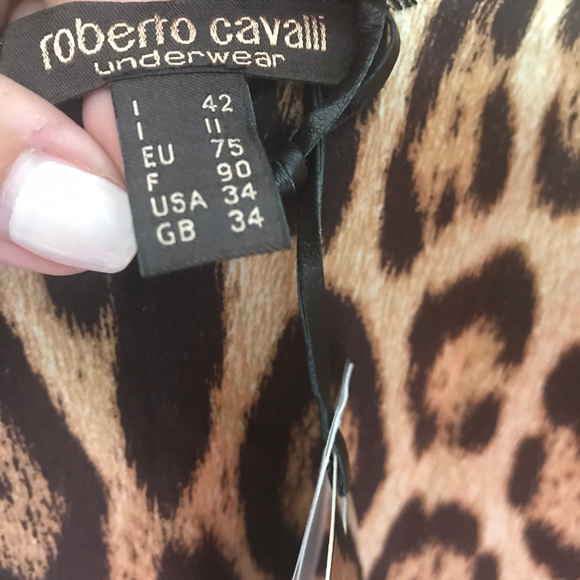 roberto cavalli
underwear
I 42
I II
EU 75
F 90
USA 34
GB 34